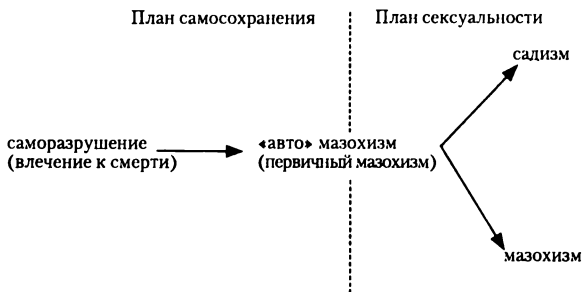 План самосохранения
План сексуальности
садизм
саморазрушение
(влечение к смерти)
«авто» мазохизм
(первичный мазохизм)
мазохизм